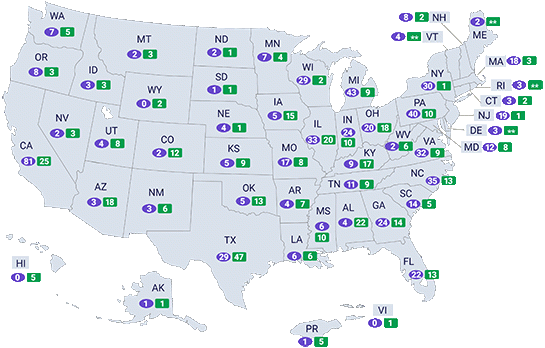 WA
7 5
OR
8 3
CA
81 25
NV
2 3
ID
3 3
MT
2 3
WY
0 2
UT
4 8
CO
2 12
AZ
3 18
NM
3 6
ND
2 1
SD
1 1
NE
4 1
KS
5 9
OK
5 13
TX
29 47
MN
7 4
IA
5 15
MO
17 8
AR
4 7
LA
6 6
WI
29 2
IL
33 20
MI
43 9
IN
24
10
OH
20 18
KY
9 17
TN 11 9
MS
6
10
AL
4 22
GA
24 14
FL
22 13
SC
14 5
NC
35 13
VA
32 9
WV
2 6
PA
40 10
NY
30 1
8 2 NH
4 ** VT
2 **
ME
MA 18 3
RI 3 **
CT 3 2
NJ 19 1
DE 3 **
MD 12 8
HI
0 5
AK
1 1
PR
1 5
VI
0 1